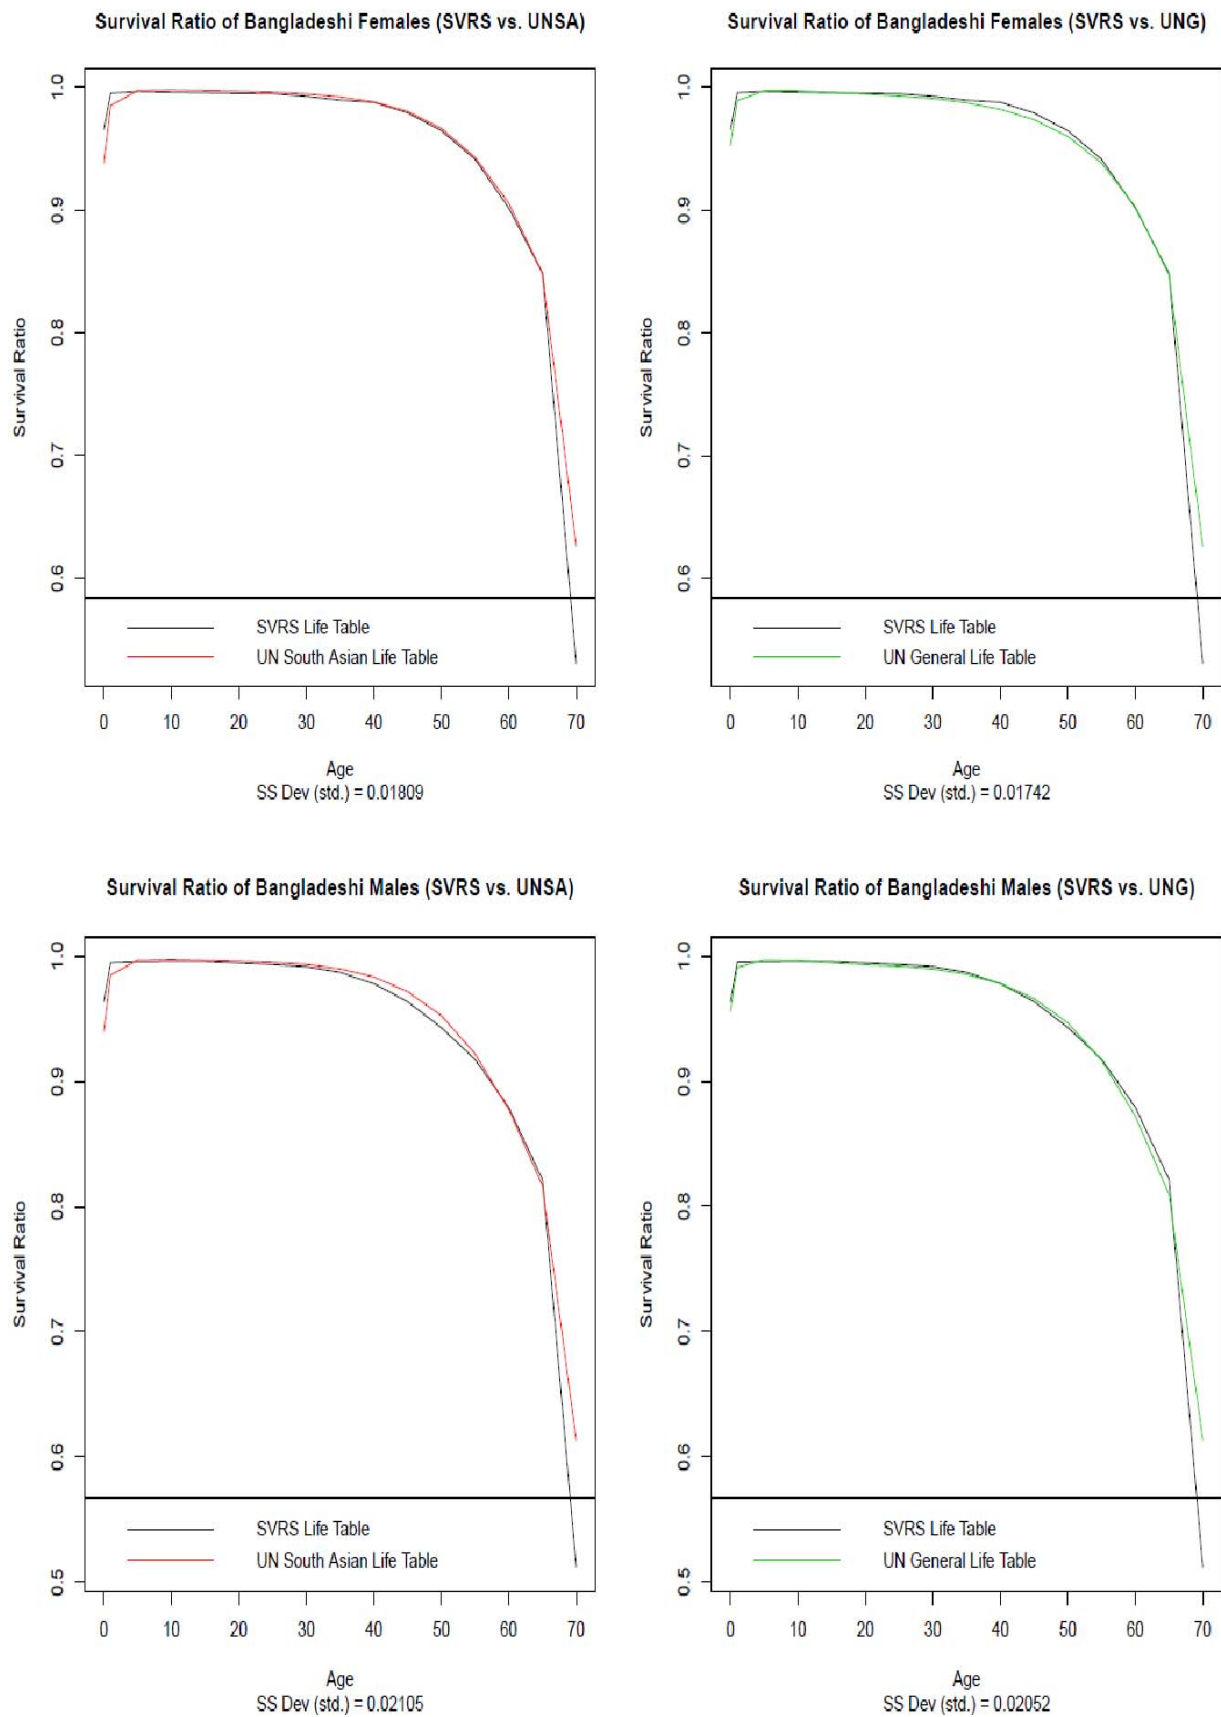 Survival Ratio of Bangladeshi Females (SVRS vs. UNSA)
Survival Ratio
1.0
0.9
0.8
0.7
0.6
SVRS Life Table
UN South Asian Life Table
0 10 20 30 40 50 60 70
Age
SS Dev (std.) = 0.01809
Survival Ratio of Bangladeshi Females (SVRS vs. UNG)
Survival Ratio
1.0
0.9
0.8
0.7
0.6
SVRS Life Table
UN General Life Table
0 10 20 30 40 50 60 70
Age
SS Dev (std.) = 0.01742
Survival Ratio of Bangladeshi Males (SVRS vs. UNSA)
Survival Ratio
1.0
0.9
0.8
0.7
0.6
0.5
SVRS Life Table
UN South Asian Life Table
0 10 20 30 40 50 60 70
Age
SS Dev (std.) = 0.02105
Survival Ratio of Bangladeshi Males (SVRS vs. UNG)
Survival Ratio
1.0
0.9
0.8
0.7
0.6
0.5
SVRS Life Table
UN General Life Table
0 10 20 30 40 50 60 70
Age
SS Dev (std.) = 0.02052